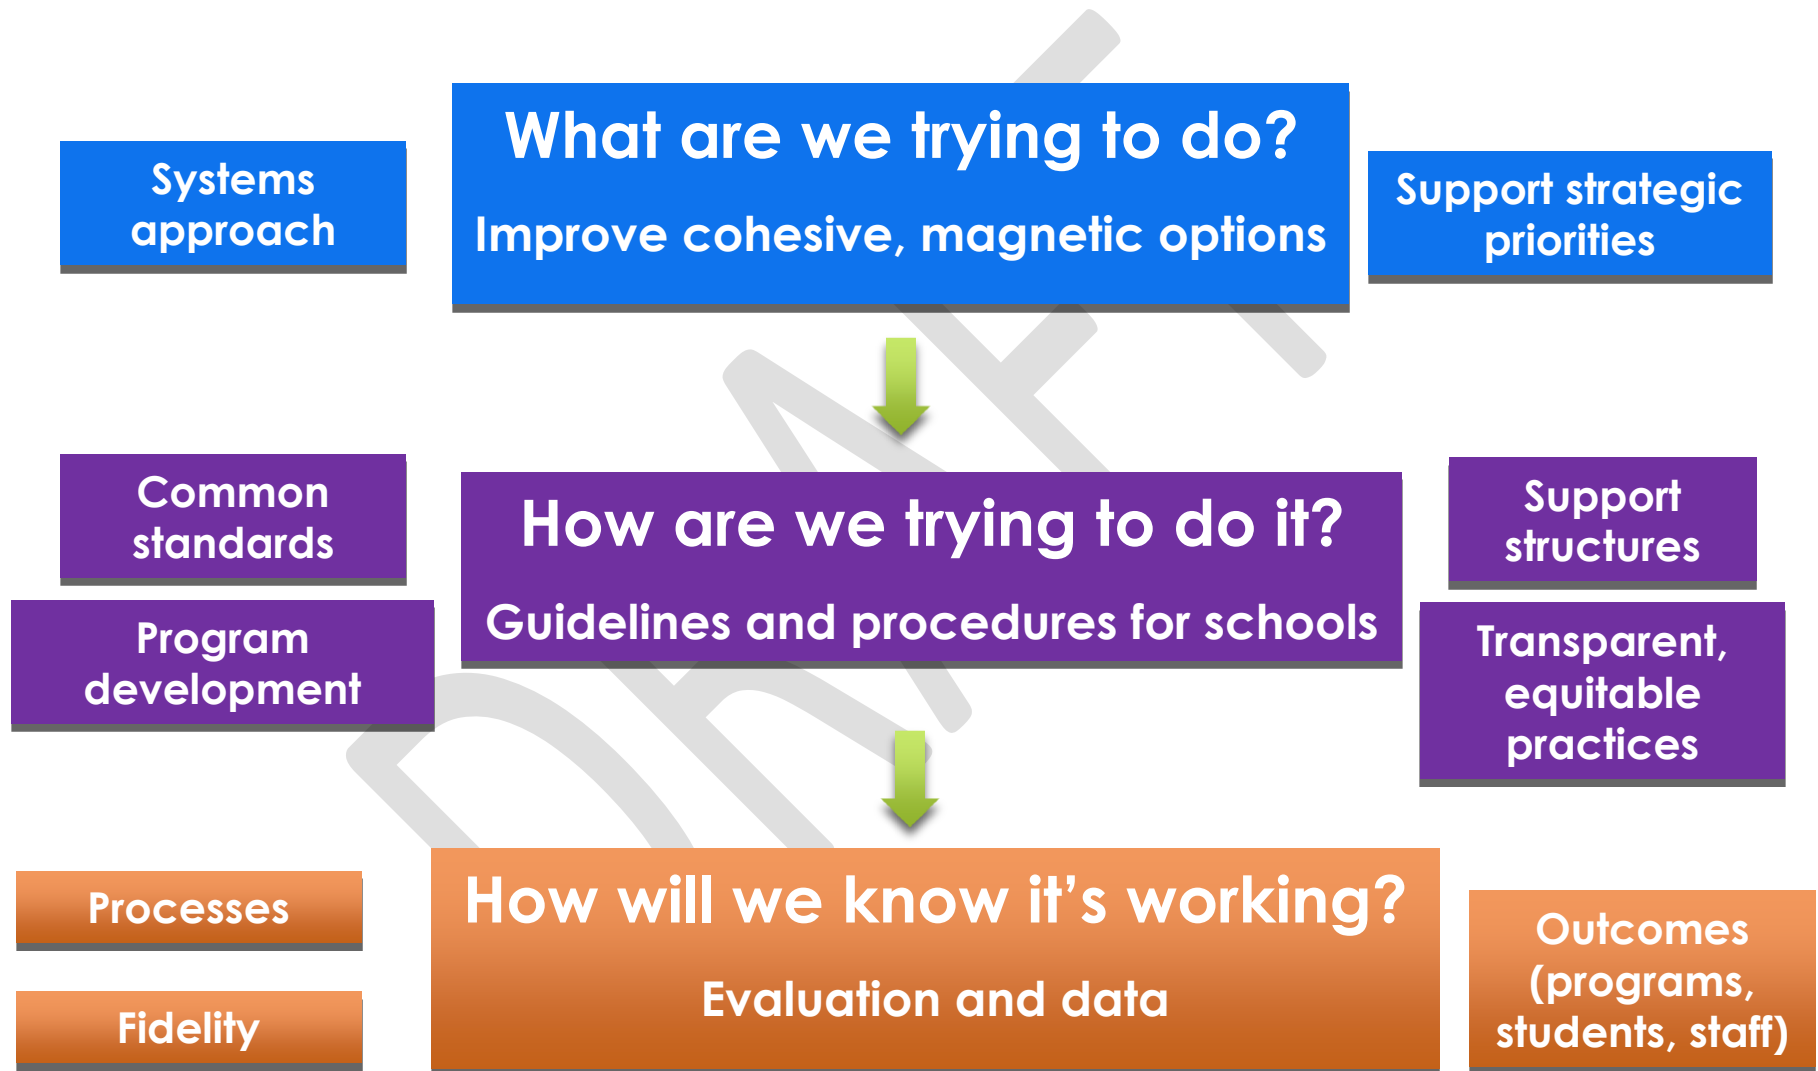 What are we trying to do?
Improve cohesive, magnetic options
Systems
approach
Support strategic
priorities
How are we trying to do it?
Guidelines and procedures for schools
Common
standards
Program
development
Support
structures
Transparent,
equitable
practices
How will we know it’s working?
Evaluation and data
Processes
Fidelity
Outcomes
(programs,
students, staff)
DRAFT